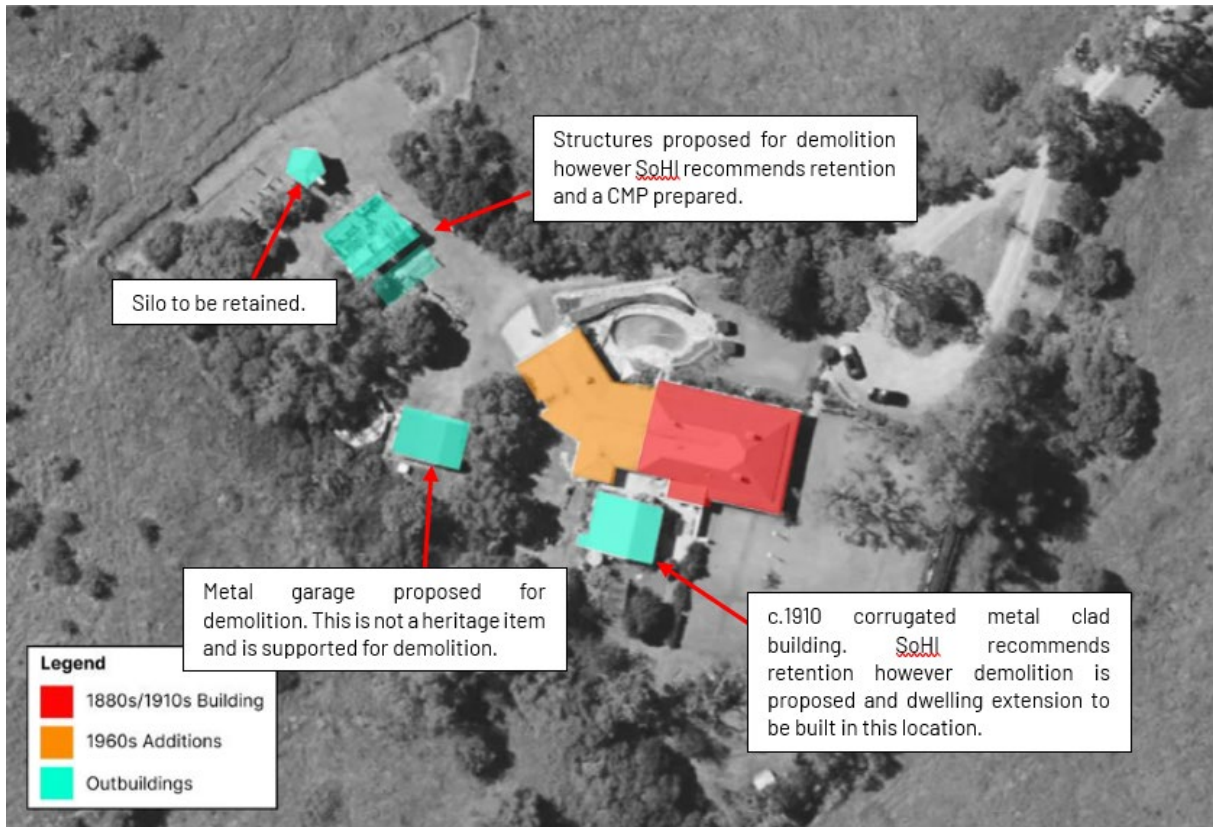 Structures proposed for demolition
however SoHI recommends retention
and a CMP prepared.
Silo to be retained.
Metal garage proposed for
demolition. This is not a heritage item
and is supported for demolition.
c.1910 corrugated metal clad
building. SoHI recommends
retention however demolition is
proposed and dwelling extension to
be built in this location.
Legend
1880s/1910s Building
1960s Additions
Outbuildings